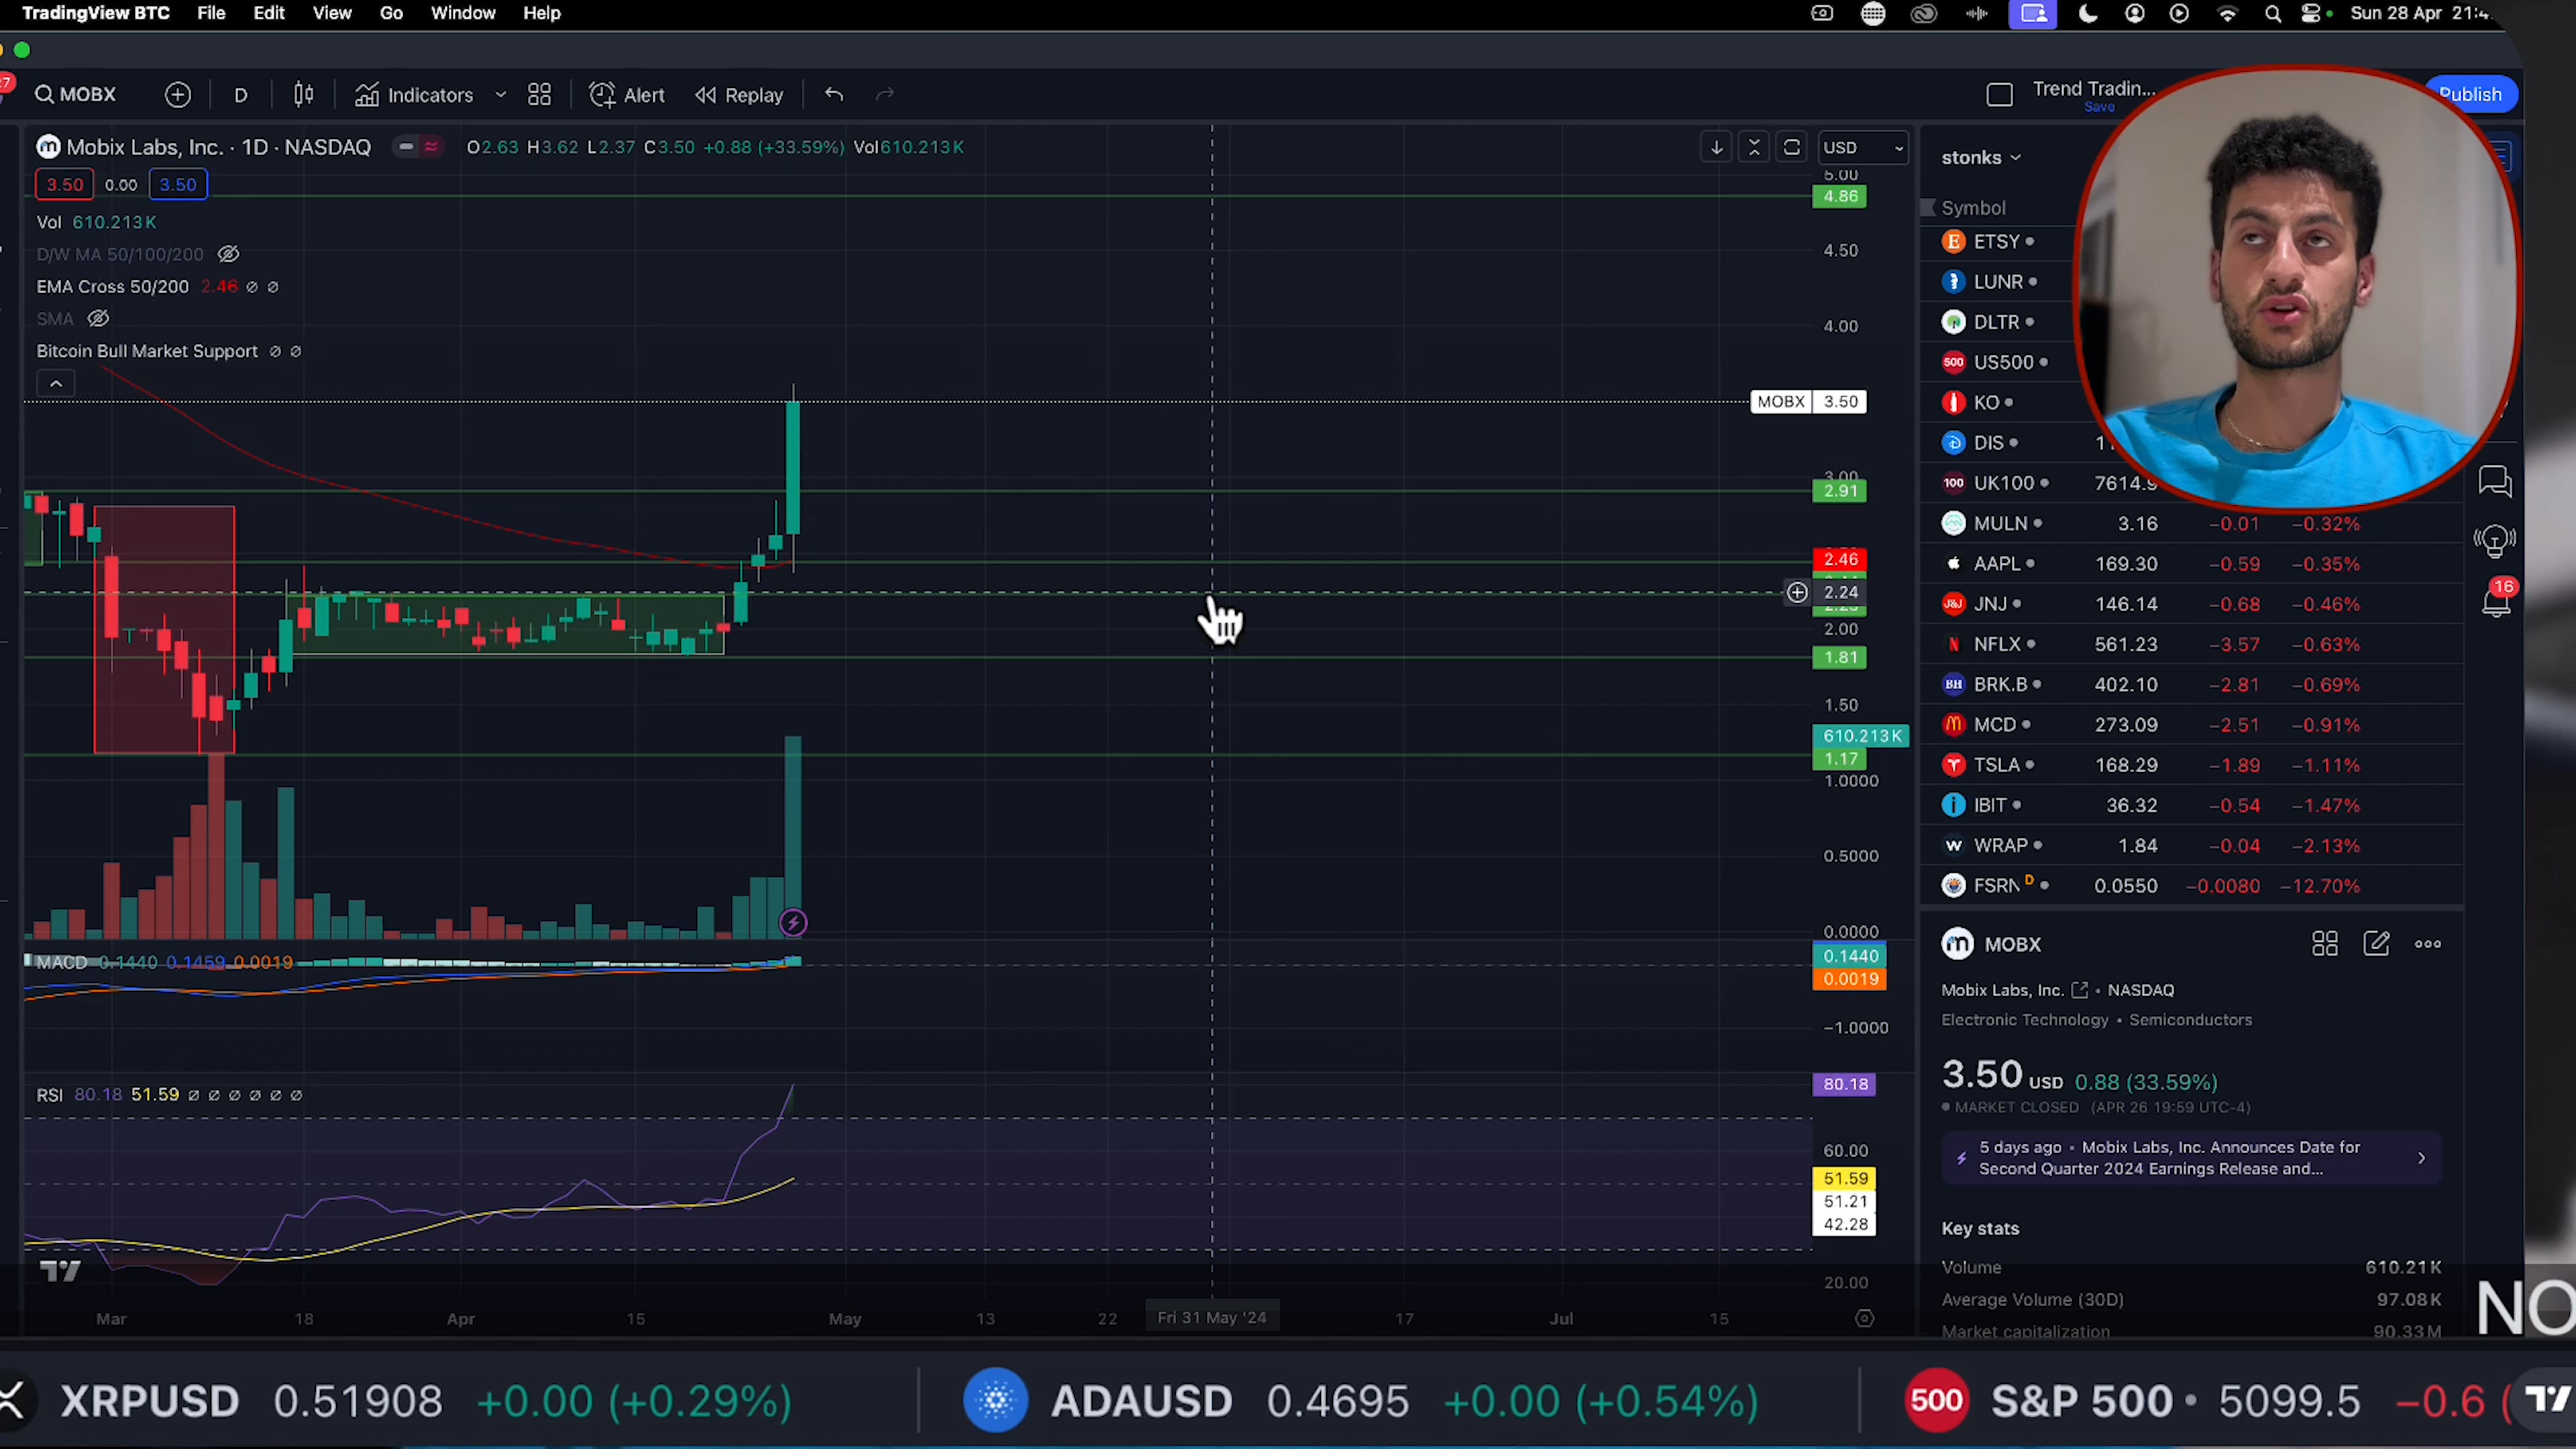 TradingView BTC File Edit View Go Window Help Sun 28 Apr 21:4
27 MOBX D Indicators Alert Replay Trend Tradin... Save Publish
Mobix Labs, Inc. · 1D · NASDAQ O2.63 H3.62 L2.37 C3.50 +0.88 (+33.59%) Vol610.213K USD
3.50 0.00 3.50
Vol 610.213K
D/W MA 50/100/200
EMA Cross 50/200 2.46 ∅ ∅
SMA
Bitcoin Bull Market Support ∅ ∅
5.00
4.86
4.50
4.00
MOBX 3.50
3.00
2.91
2.46
2.24
2.00
1.81
1.50
610.213K
1.17
1.0000
0.5000
0.0000
MACD 0.1440 0.1459 0.0019
0.1440
0.0019
−1.0000
RSI 80.18 51.59 ∅ ∅ ∅ ∅ ∅ ∅
80.18
60.00
51.59
51.21
42.28
20.00
Mar 18 Apr 15 May 13 22 Fri 31 May '24 17 Jul 15
stonks
Symbol
ETSY
LUNR
DLTR
500 US500
KO
DIS
100 UK100 7614.9
MULN 3.16 −0.01 −0.32%
AAPL 169.30 −0.59 −0.35%
J&J JNJ 146.14 −0.68 −0.46%
NFLX 561.23 −3.57 −0.63%
BH BRK.B 402.10 −2.81 −0.69%
MCD 273.09 −2.51 −0.91%
TSLA 168.29 −1.89 −1.11%
IBIT 36.32 −0.54 −1.47%
WRAP 1.84 −0.04 −2.13%
FSRN D 0.0550 −0.0080 −12.70%
16
MOBX
Mobix Labs, Inc. • NASDAQ
Electronic Technology • Semiconductors
3.50 USD 0.88 (33.59%)
MARKET CLOSED (APR 26 19:59 UTC-4)
5 days ago • Mobix Labs, Inc. Announces Date for
Second Quarter 2024 Earnings Release and...
Key stats
Volume 610.21K
Average Volume (30D) 97.08K
Market capitalization 90.33M
NO
XRPUSD 0.51908 +0.00 (+0.29%) ADAUSD 0.4695 +0.00 (+0.54%) 500 S&P 500 • 5099.5 −0.6 (